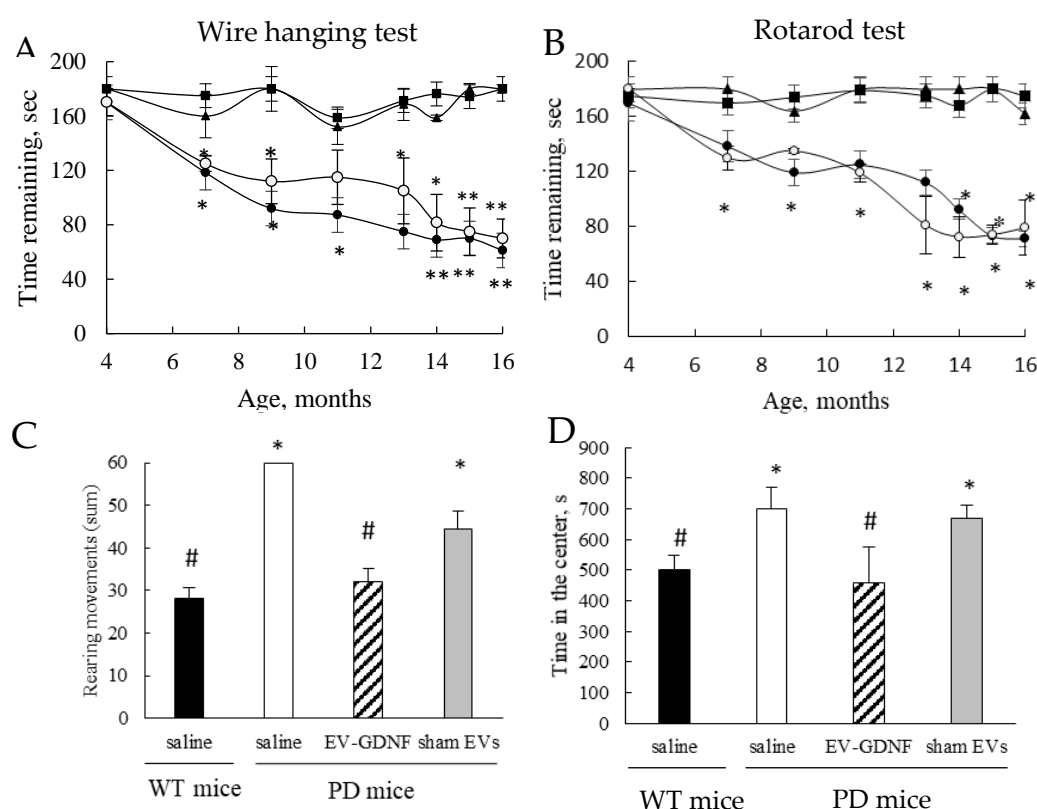 A
Wire hanging test
Time remaining, sec
200
160
120
80
40
0
* * * * ** **
* * * ** ** **
4 6 8 10 12 14 16
Age, months
B
Rotarod test
Time remaining, sec
200
160
120
80
40
0
* * *
* * * * * * *
4 6 8 10 12 14 16
Age, months
C
Rearing movements (sum)
60
50
40
30
20
10
0
# * # *
saline saline EV-GDNF sham EVs
WT mice PD mice
D
Time in the center, s
900
800
700
600
500
400
300
200
100
0
# * # *
saline saline EV-GDNF sham EVs
WT mice PD mice